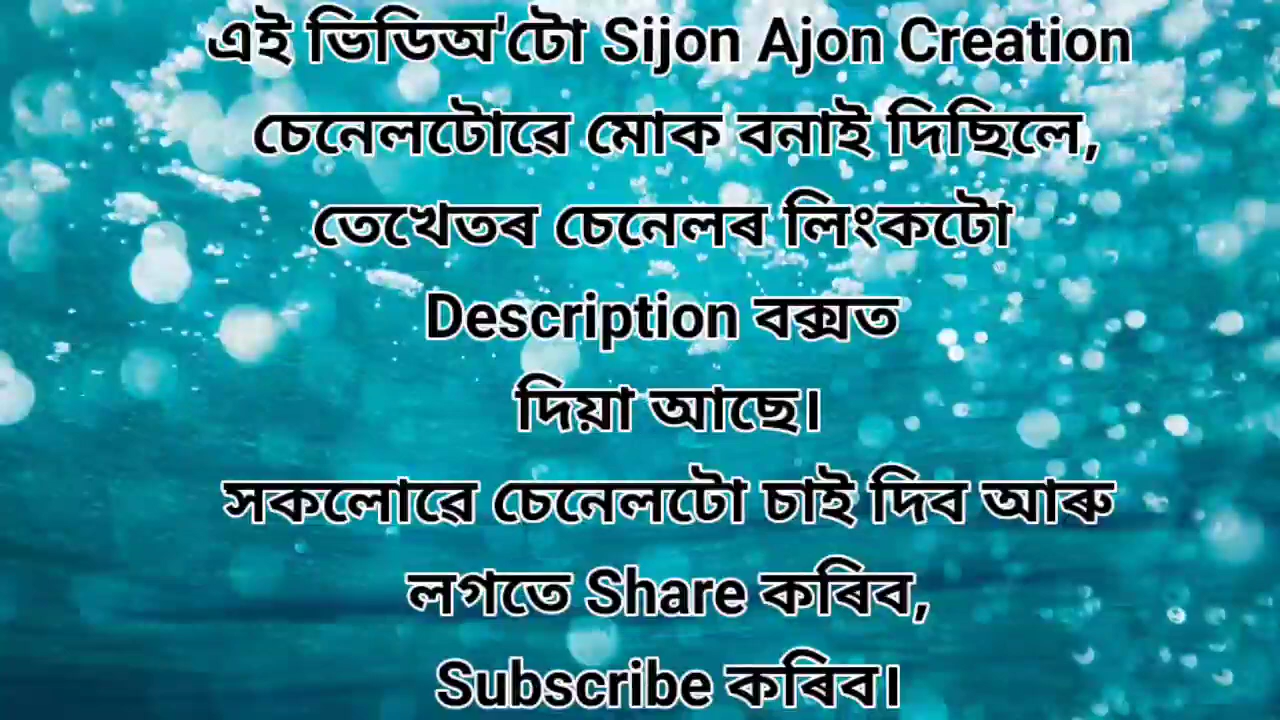 এই ভিডিঅ'টো Sijon Ajon Creation
চেনেলটোৱে মোক বনাই দিছিলে,
তেখেতৰ চেনেলৰ লিংকটো
Description বক্সত
দিয়া আছে।
সকলোৱে চেনেলটো চাই দিব আৰু
লগতে Share কৰিব,
Subscribe কৰিব।